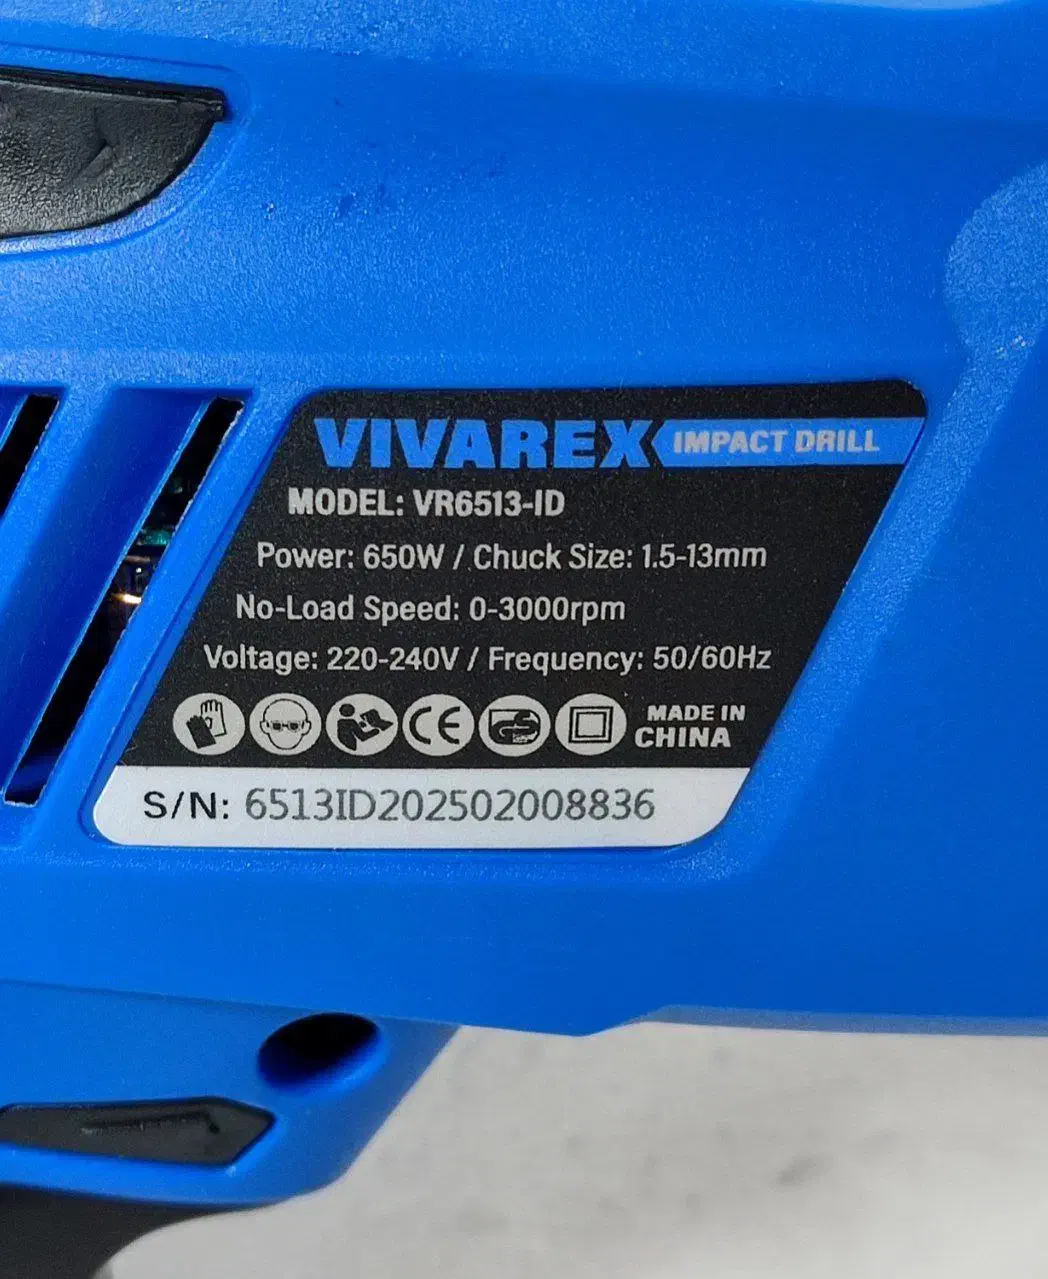 VIVAREX IMPACT DRILL
MODEL: VR6513-ID
Power: 650W / Chuck Size: 1.5-13mm
No-Load Speed: 0-3000rpm
Voltage: 220-240V / Frequency: 50/60Hz
CE MADE IN
CHINA
S/N: 6513ID202502008836